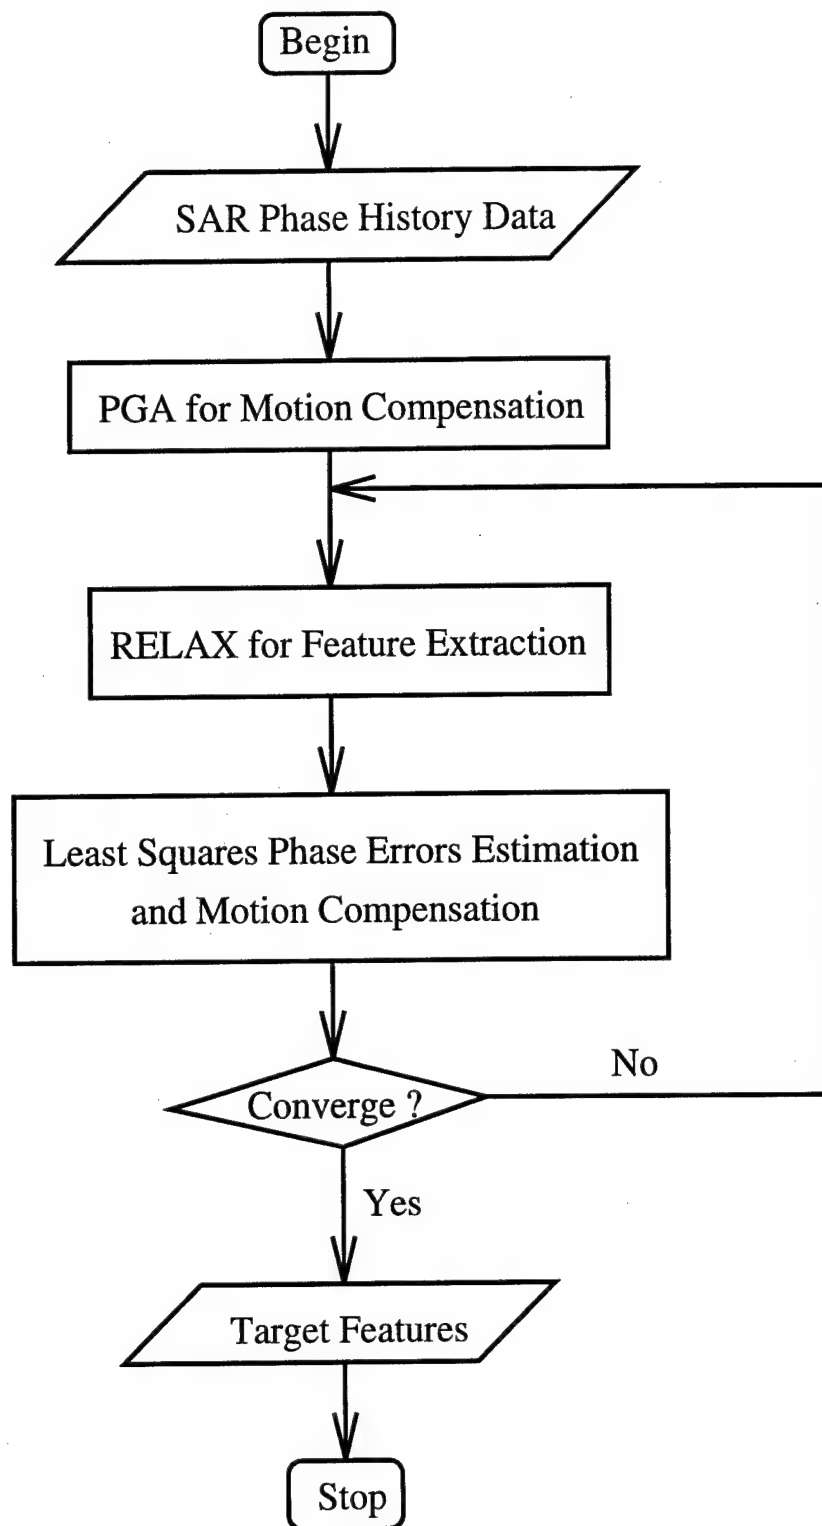 Begin
SAR Phase History Data
PGA for Motion Compensation
RELAX for Feature Extraction
Least Squares Phase Errors Estimation
and Motion Compensation
Converge ?
No
Yes
Target Features
Stop